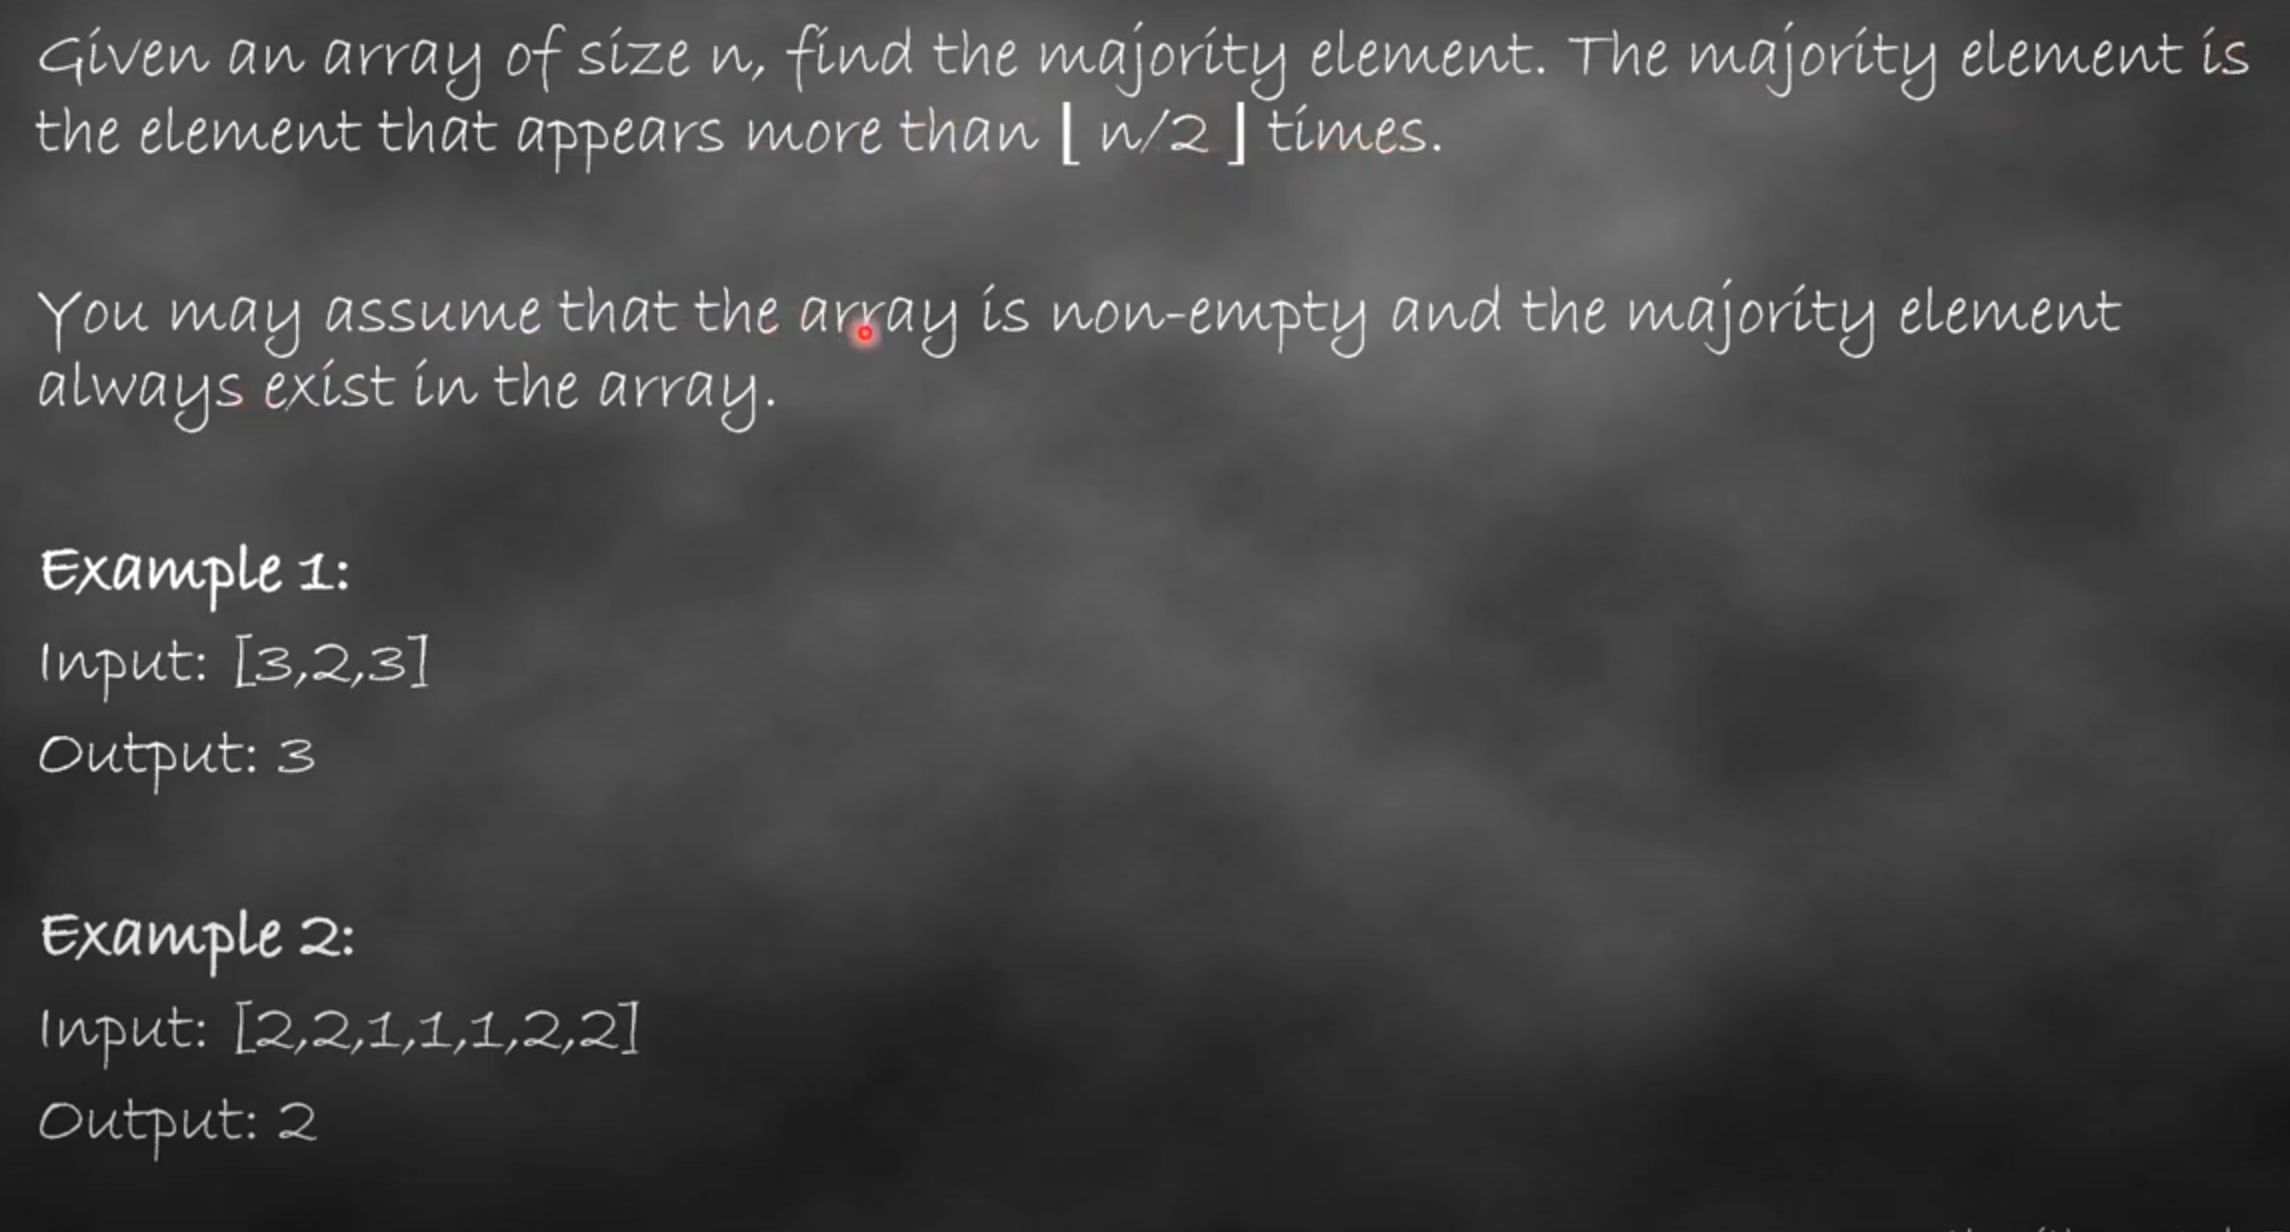 Given an array of size n, find the majority element. The majority element is
the element that appears more than ⌊ n/2 ⌋ times.
You may assume that the array is non-empty and the majority element
always exist in the array.
Example 1:
Input: [3,2,3]
Output: 3
Example 2:
Input: [2,2,1,1,1,2,2]
Output: 2